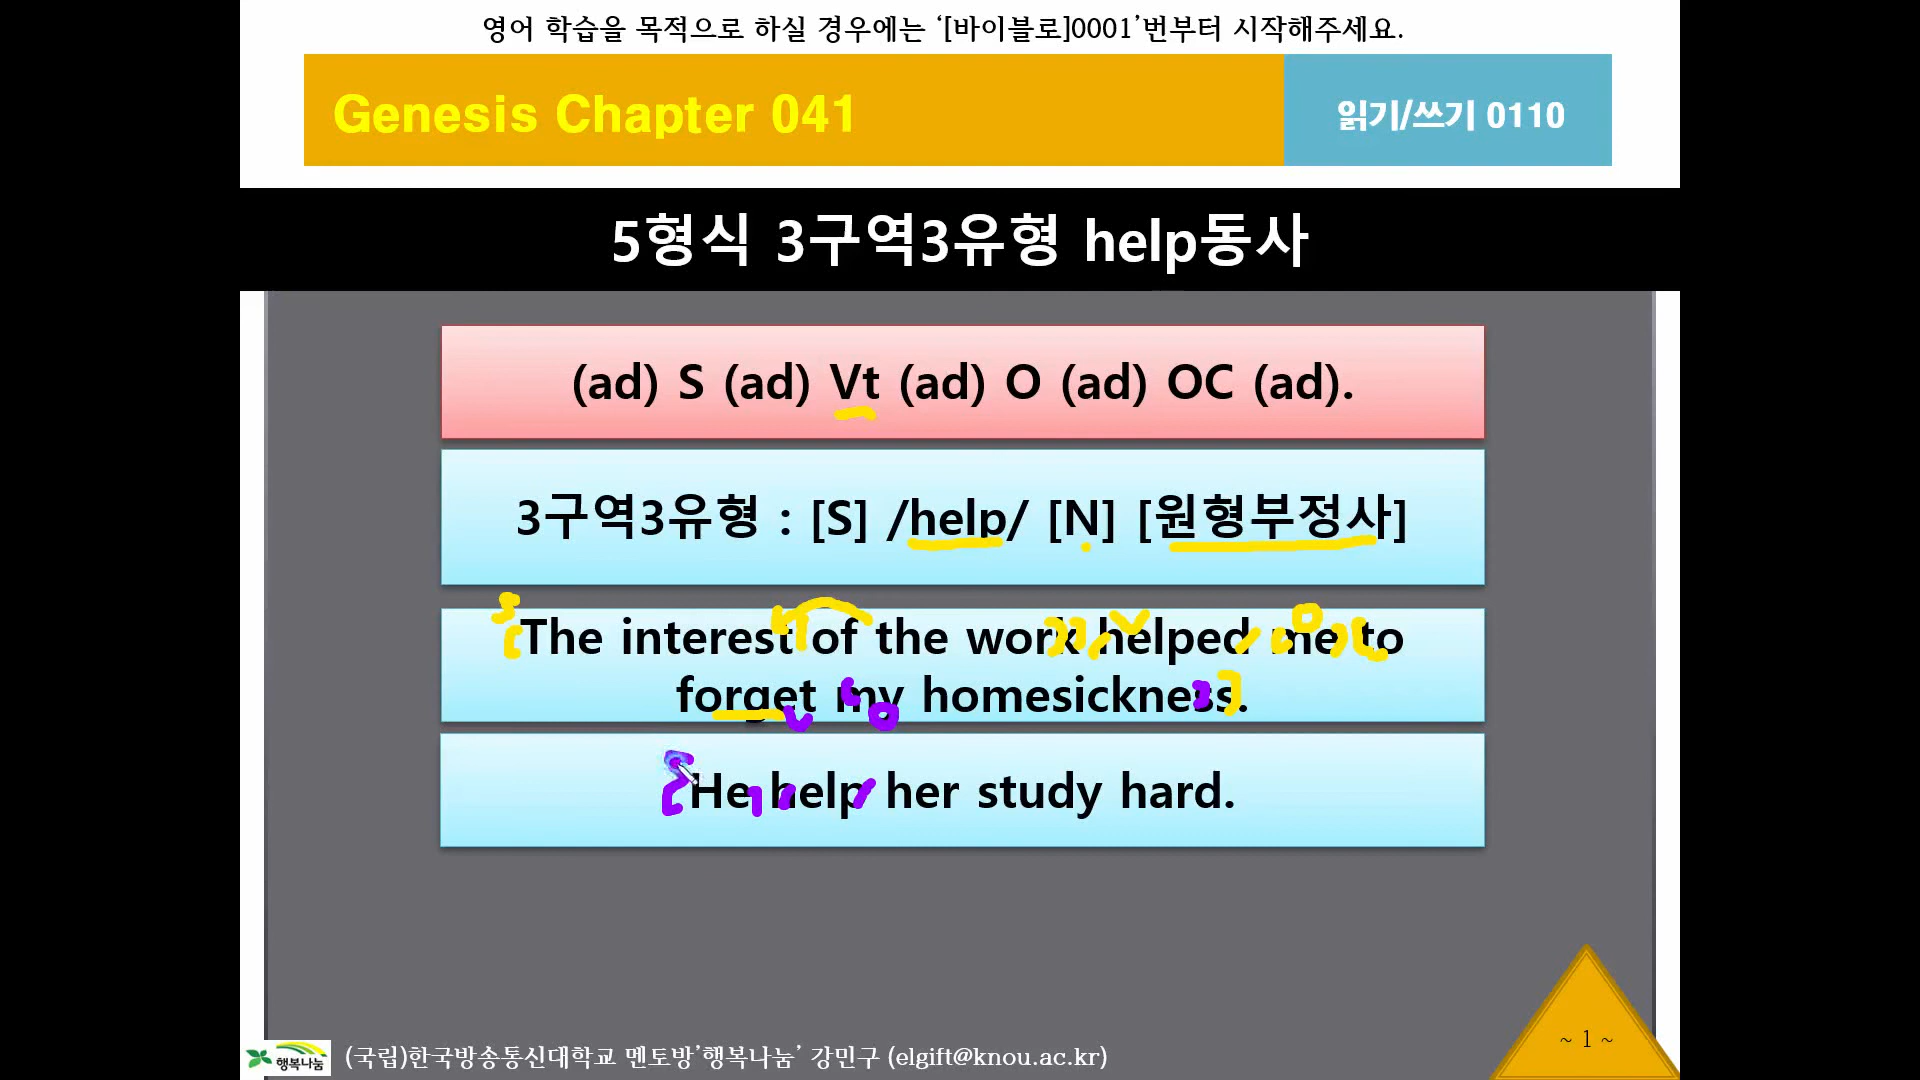 영어 학습을 목적으로 하실 경우에는 ‘[바이블로]0001’번부터 시작해주세요.
Genesis Chapter 041
읽기/쓰기 0110
5형식 3구역3유형 help동사
(ad) S (ad) Vt (ad) O (ad) OC (ad).
3구역3유형 : [S] /help/ [N] [원형부정사]
The interest of the work helped me to
forget my homesickness.
He help her study hard.
~ 1 ~
행복나눔
(국립)한국방송통신대학교 멘토방’행복나눔’ 강민구 (elgift@knou.ac.kr)